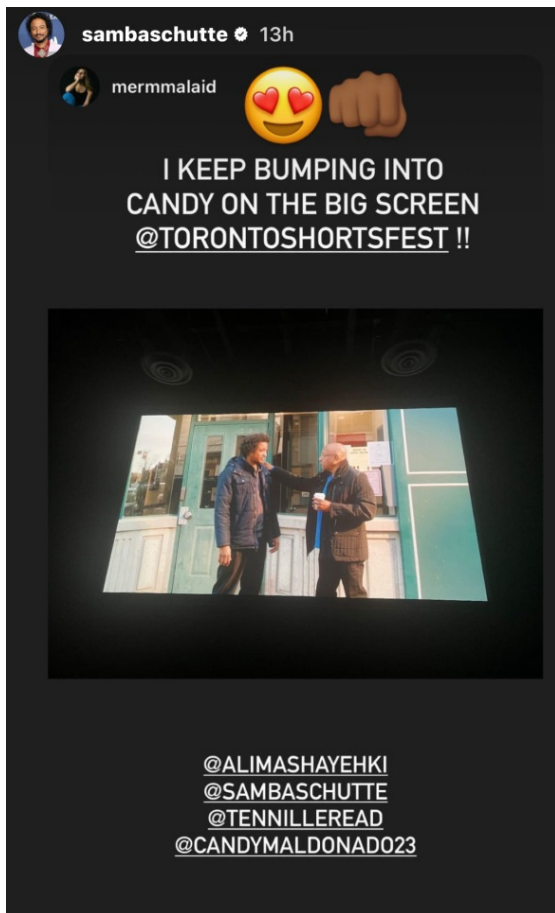 sambaschutte 13h
mermmalaid
I KEEP BUMPING INTO
CANDY ON THE BIG SCREEN
@TORONTOSHORTSFEST !!
@ALIMASHAYEHKI
@SAMBASCHUTTE
@TENNILLEREAD
@CANDYMALDONADO23